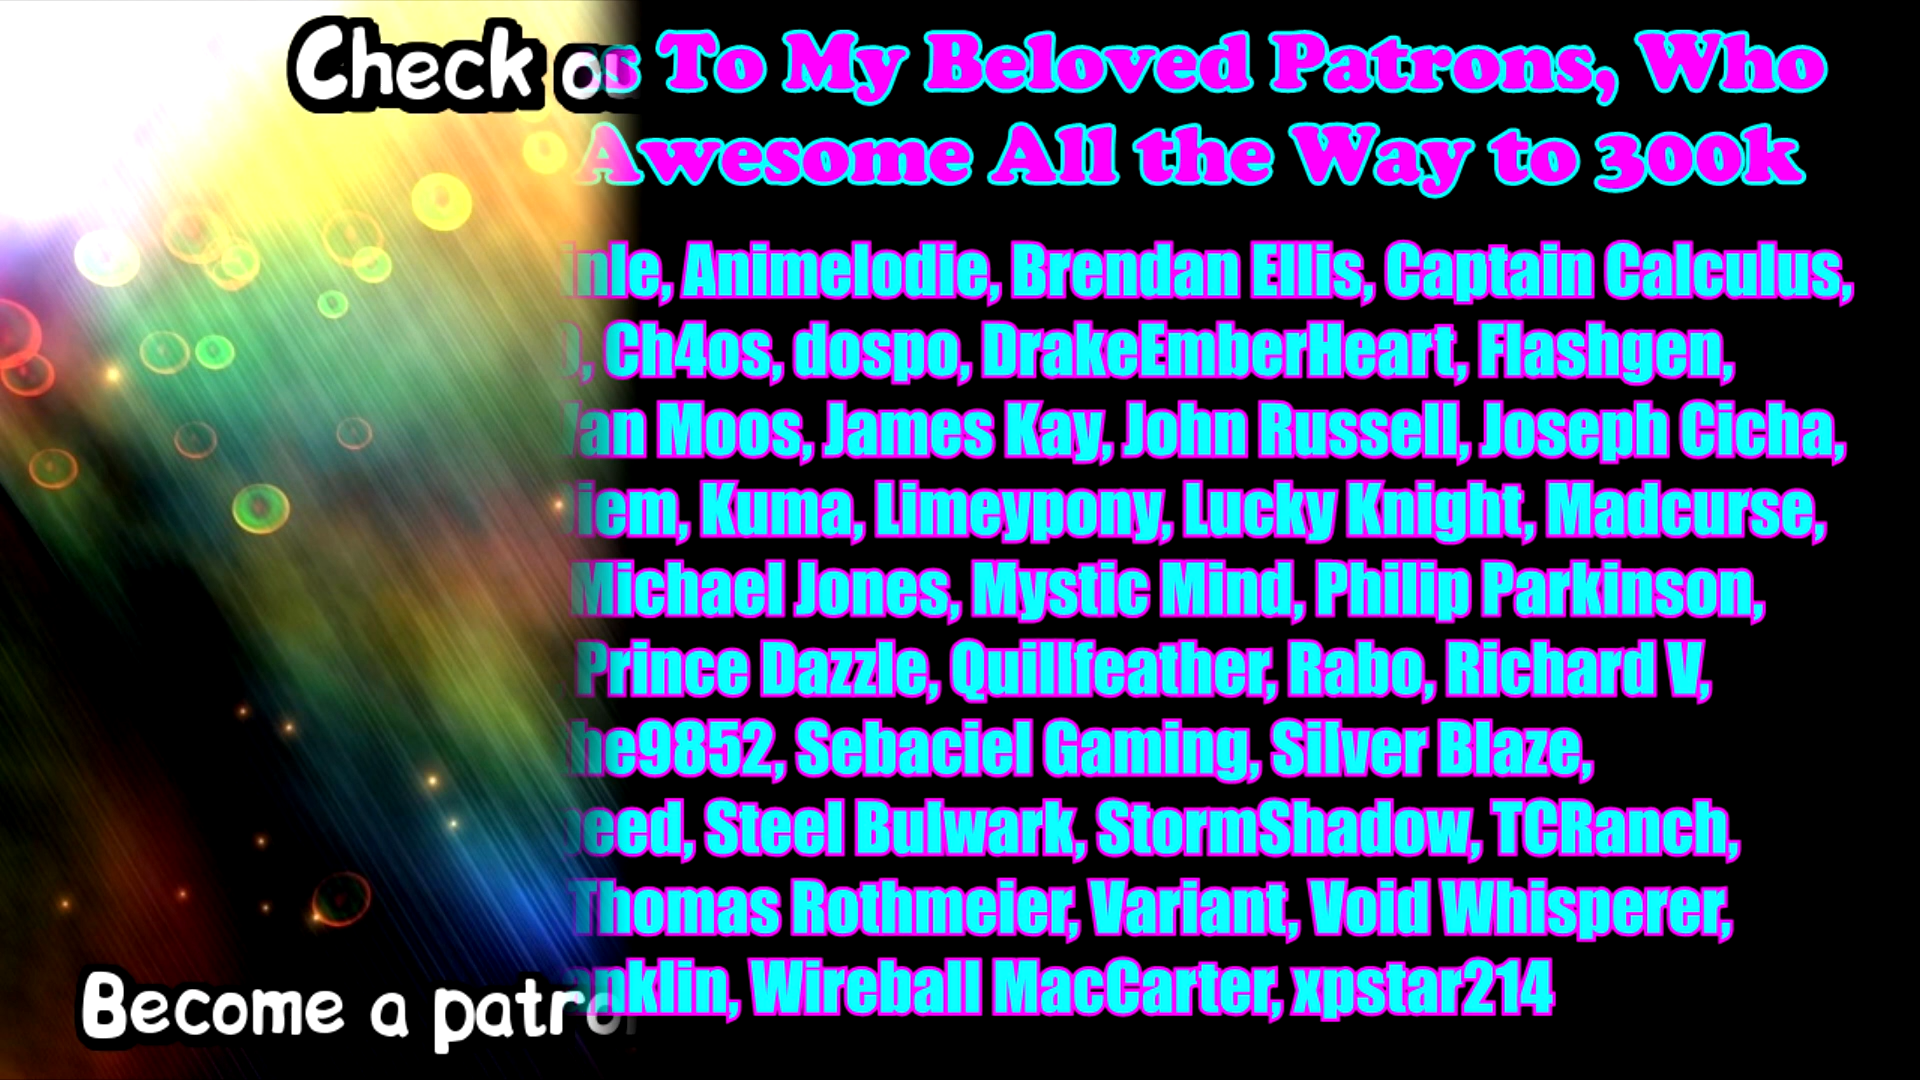 Check
To My Beloved Patrons, Who
Awesome All the Way to 300k
Animelodie, Brendan Ellis, Captain Calculus,
Ch4os, dospo, DrakeEmberHeart, Flashgen,
Van Moos, James Kay, John Russell, Joseph Cicha,
Kuma, Limeypony, Lucky Knight, Madcurse,
Michael Jones, Mystic Mind, Philip Parkinson,
Prince Dazzle, Quillfeather, Rabo, Richard V,
Sebaciel Gaming, Silver Blaze,
Steel Bulwark, StormShadow, TCRanch,
Thomas Rothmeier, Variant, Void Whisperer,
Wireball MacCarter, xpstar214
Become a